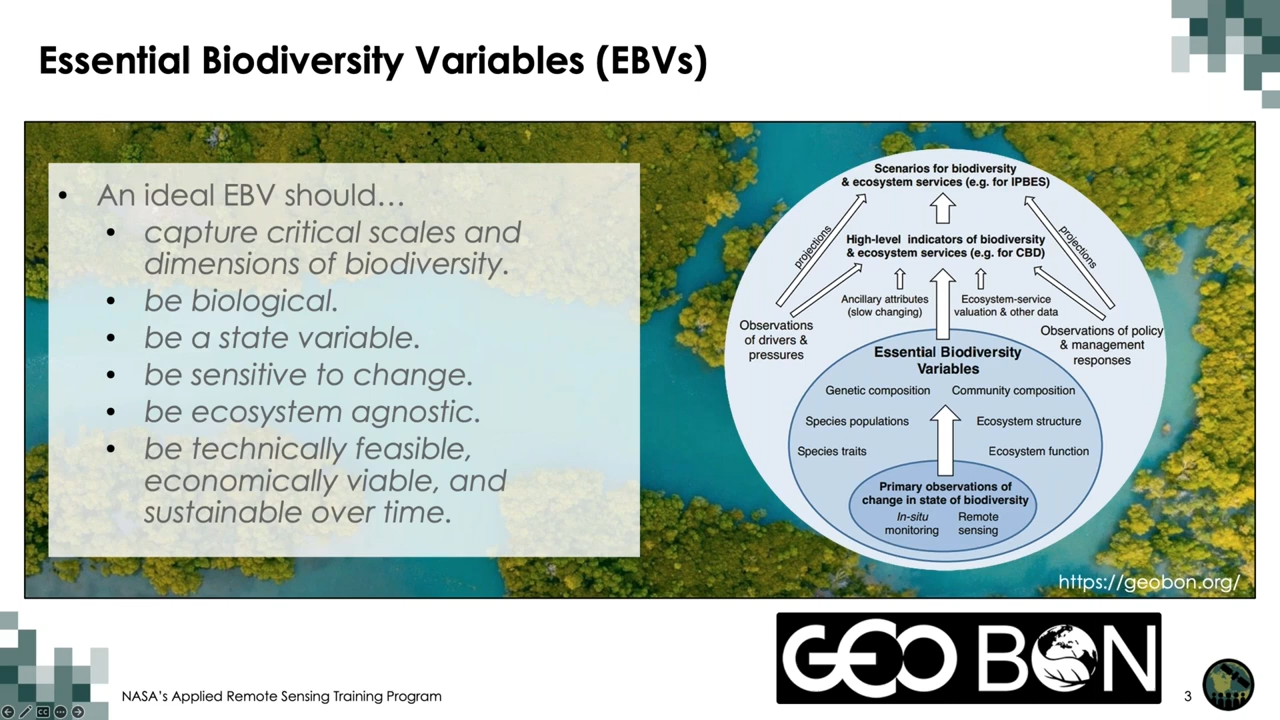 Essential Biodiversity Variables (EBVs)
• An ideal EBV should…
• capture critical scales and
dimensions of biodiversity.
• be biological.
• be a state variable.
• be sensitive to change.
• be ecosystem agnostic.
• be technically feasible,
economically viable, and
sustainable over time.
Scenarios for biodiversity
& ecosystem services (e.g. for IPBES)
projections
projections
High-level indicators of biodiversity
& ecosystem services (e.g. for CBD)
Ancillary attributes
(slow changing)
Ecosystem-service
valuation & other data
Observations
of drivers &
pressures
Observations of policy
& management
responses
Essential Biodiversity
Variables
Genetic composition
Community composition
Species populations
Ecosystem structure
Species traits
Ecosystem function
Primary observations of
change in state of biodiversity
In-situ
monitoring
Remote
sensing
https://geobon.org/
GEO BON
NASA's Applied Remote Sensing Training Program
3
CC